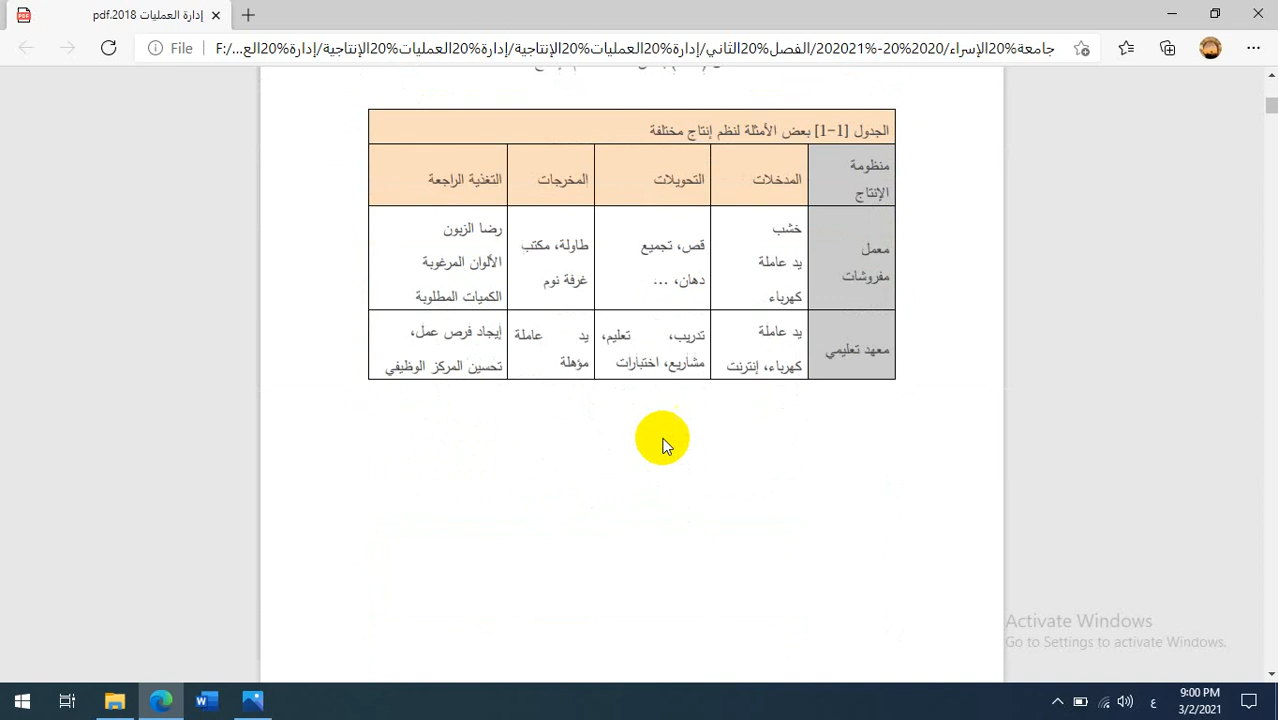 إدارة العمليات 2018.pdf
File
F:/...جامعة%20الإسراء/2020%20-%202021/الفصل%20الثاني/إدارة%20العمليات%20الإنتاجية/إدارة%20العمليات%20الإنتاجية/إدارة%20الع
الجدول [1-1] بعض الأمثلة لنظم إنتاج مختلفة
منظومة الإنتاج
المدخلات
التحويلات
المخرجات
التغذية الراجعة
معمل مفروشات
خشب
يد عاملة
كهرباء
قص، تجميع
دهان، ...
طاولة، مكتب
غرفة نوم
رضا الزبون
الألوان المرغوبة
الكميات المطلوبة
معهد تعليمي
يد عاملة
كهرباء، إنترنت
تدريب، تعليم،
مشاريع، اختبارات
يد عاملة
مؤهلة
إيجاد فرص عمل،
تحسين المركز الوظيفي
Activate Windows
Go to Settings to activate Windows.
ع
9:00 PM
3/2/2021